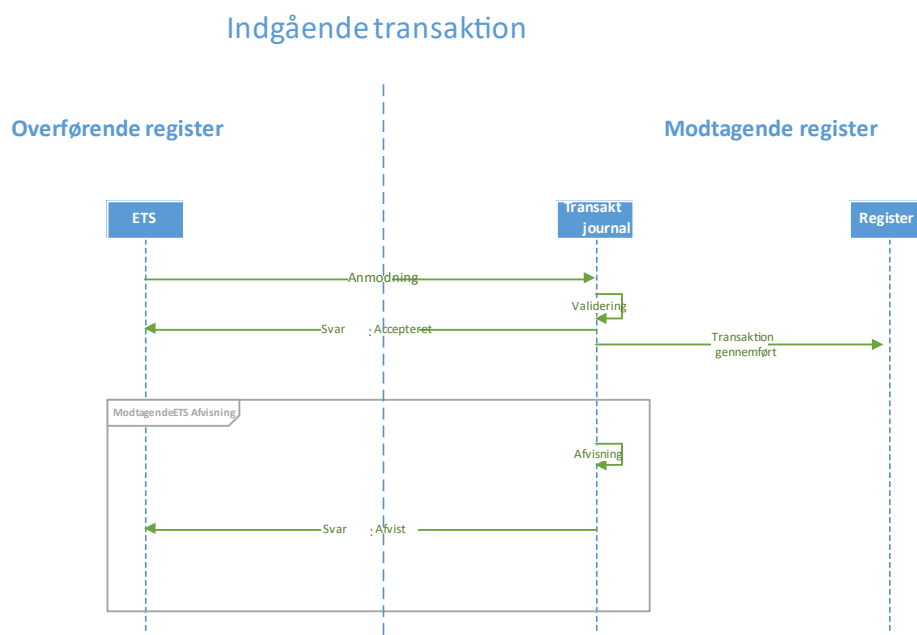 Indgående transaktion
Overførende register
Modtagende register
ETS
Transakt
journal
Register
Anmodning
Validering
Svar : Accepteret
Transaktion
gennemført
ModtagendeETS Afvisning
Afvisning
Svar : Afvist